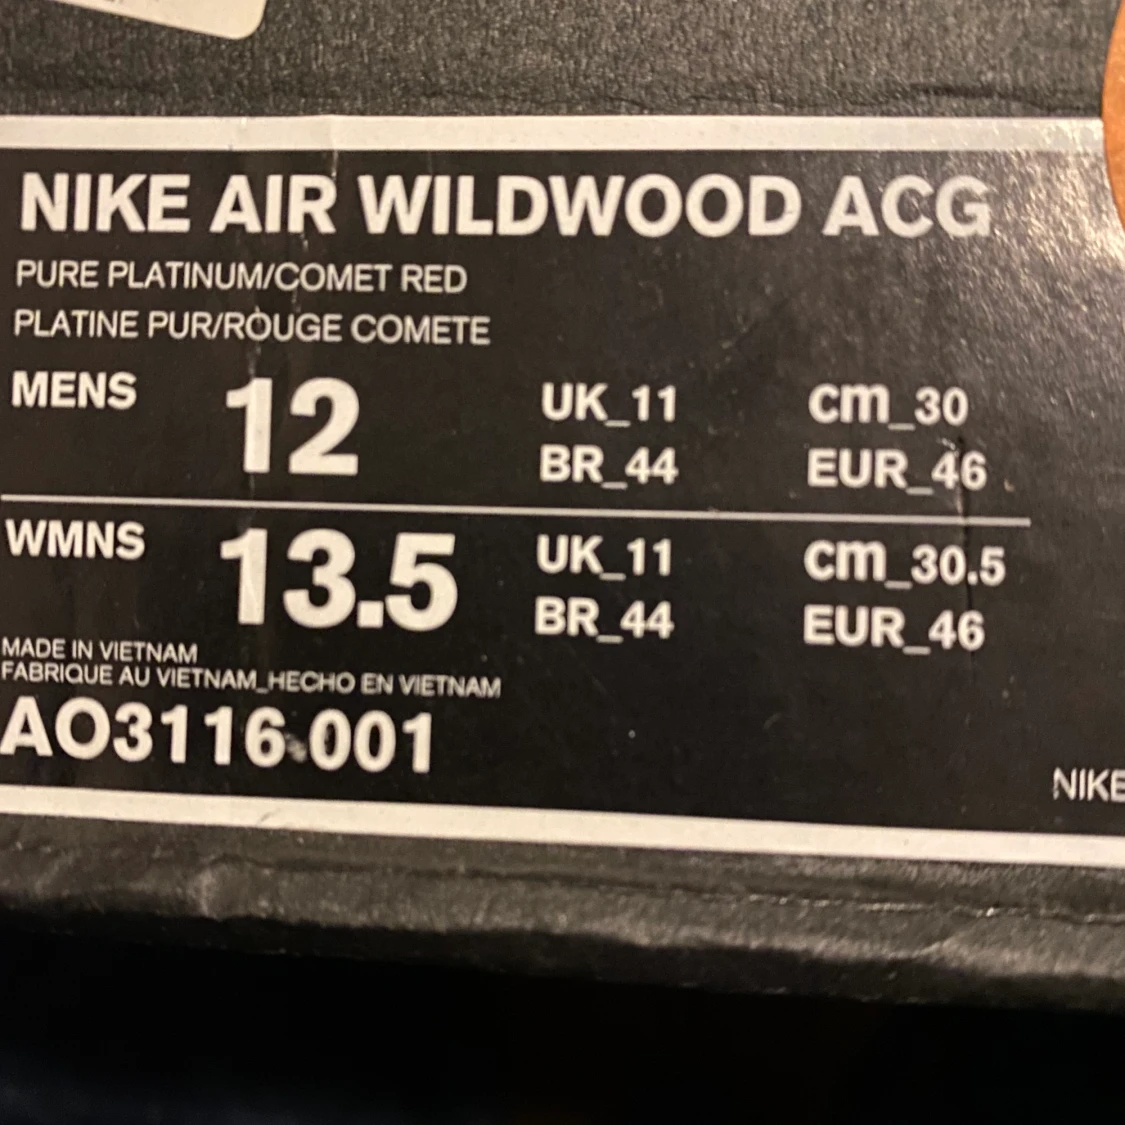 NIKE AIR WILDWOOD ACG
PURE PLATINUM/COMET RED
PLATINE PUR/ROUGE COMETE
MENS 12 UK_11 cm_30
BR_44 EUR_46
WMNS 13.5 UK_11 cm_30.5
BR_44 EUR_46
MADE IN VIETNAM
FABRIQUE AU VIETNAM_HECHO EN VIETNAM
AO3116 001
NIKE